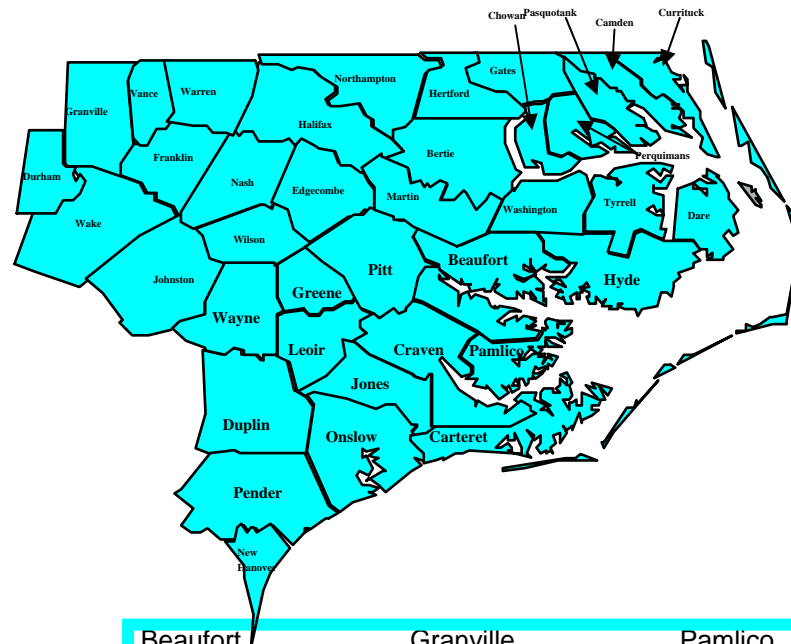 Chowan Pasquotank Camden Currituck
Northampton Gates
Granville Vance Warren Hertford
Halifax
Durham Franklin Bertie Perquimans
Nash Edgecombe
Wake Martin Washington Tyrrell Dare
Wilson
Johnston Pitt Beaufort Hyde
Greene
Wayne
Leoir Craven Pamlico
Jones
Duplin Onslow Carteret
Pender
New
Hanover
Beaufort Granville Pamlico